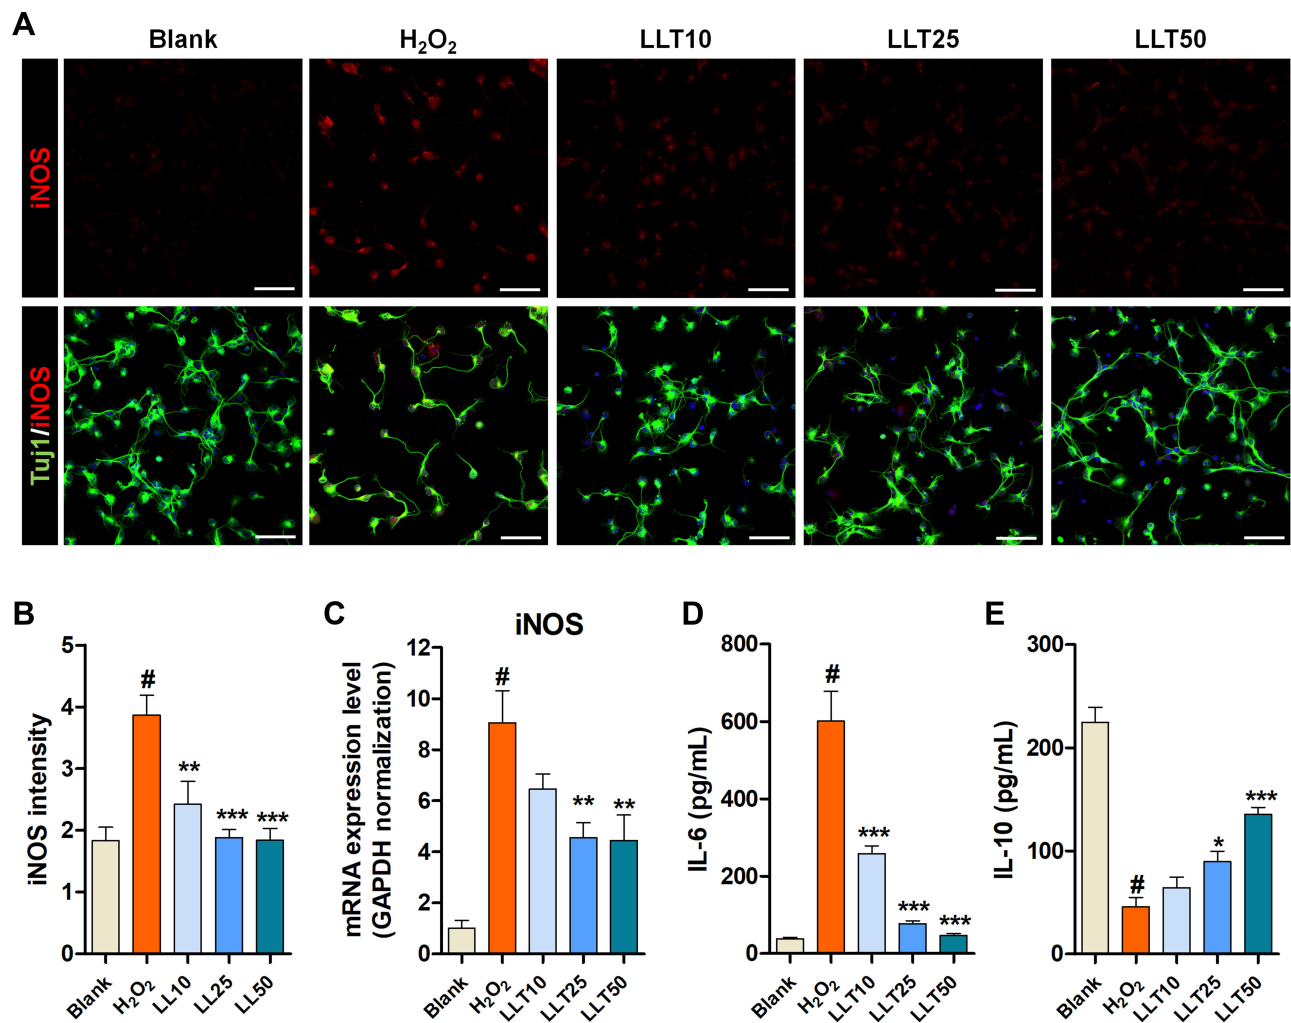 A
Blank
H₂O₂
LLT10
LLT25
LLT50
iNOS
Tuj1/iNOS
B
iNOS intensity
5
4
3
2
1
0
#
**
***
***
Blank
H₂O₂
LL10
LL25
LL50
C
iNOS
mRNA expression level
(GAPDH normalization)
12
10
8
6
4
2
0
#
**
**
Blank
H₂O₂
LLT10
LLT25
LLT50
D
IL-6 (pg/mL)
800
600
400
200
0
#
***
***
***
Blank
H₂O₂
LLT10
LLT25
LLT50
E
IL-10 (pg/mL)
300
200
100
0
#
*
***
Blank
H₂O₂
LLT10
LLT25
LLT50